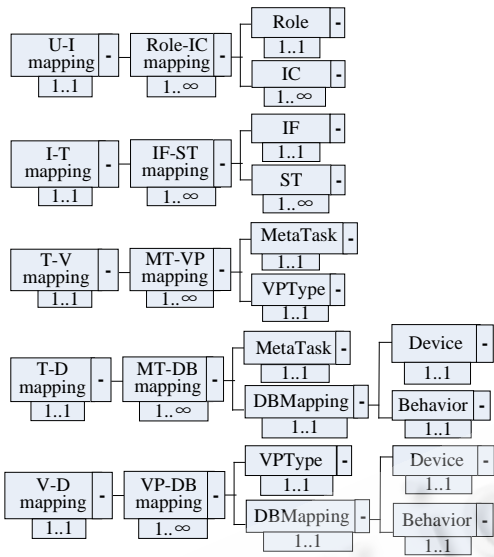 Role -
1..1
U-I
mapping -
1..1
Role-IC
mapping -
1..∞
IC -
1..∞
IF -
1..1
I-T
mapping -
1..1
IF-ST
mapping -
1..∞
ST -
1..∞
MetaTask -
1..1
T-V
mapping -
1..1
MT-VP
mapping -
1..∞
VPType -
1..1
MetaTask -
1..1
Device -
1..1
T-D
mapping -
1..1
MT-DB
mapping -
1..∞
DBMapping -
1..1
Behavior -
1..1
VPType -
1..1
Device -
1..1
V-D
mapping -
1..1
VP-DB
mapping -
1..∞
DBMapping -
1..1
Behavior -
1..1